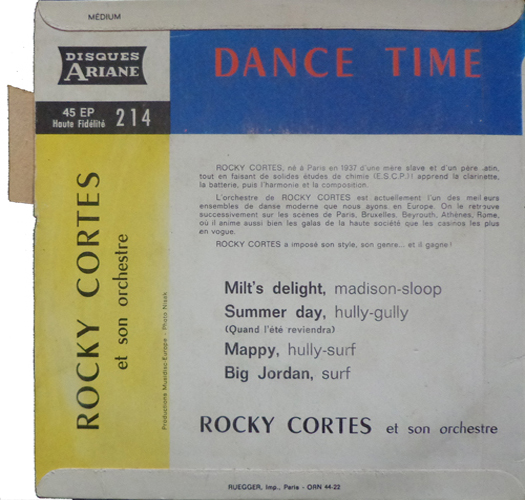 MÉDIUM
DISQUES
ARIANE
45 EP
Haute Fidélité 214
DANCE TIME
ROCKY CORTES, né à Paris en 1937 d'une mère slave et d'un père latin,
tout en faisant de solides études de chimie (E.S.C.P.) ! apprend la clarinette,
la batterie, puis l'harmonie et la composition.
L'orchestre de ROCKY CORTES est actuellement l'un des meilleurs
ensembles de danse moderne que nous ayons en Europe. On le retrouve
successivement sur les scènes de Paris, Bruxelles, Beyrouth, Athènes, Rome,
où il anime aussi bien les galas de la haute société que les casinos les plus
en vogue.
ROCKY CORTES a imposé son style, son genre... et il gagne !
Milt's delight, madison-sloop
Summer day, hully-gully
(Quand l'été reviendra)
Mappy, hully-surf
Big Jordan, surf
ROCKY CORTES et son orchestre
ROCKY CORTES
et son orchestre
Productions Musidisc-Europe - Photo Nisak
RUEGGER, Imp., Paris - ORN 44-22